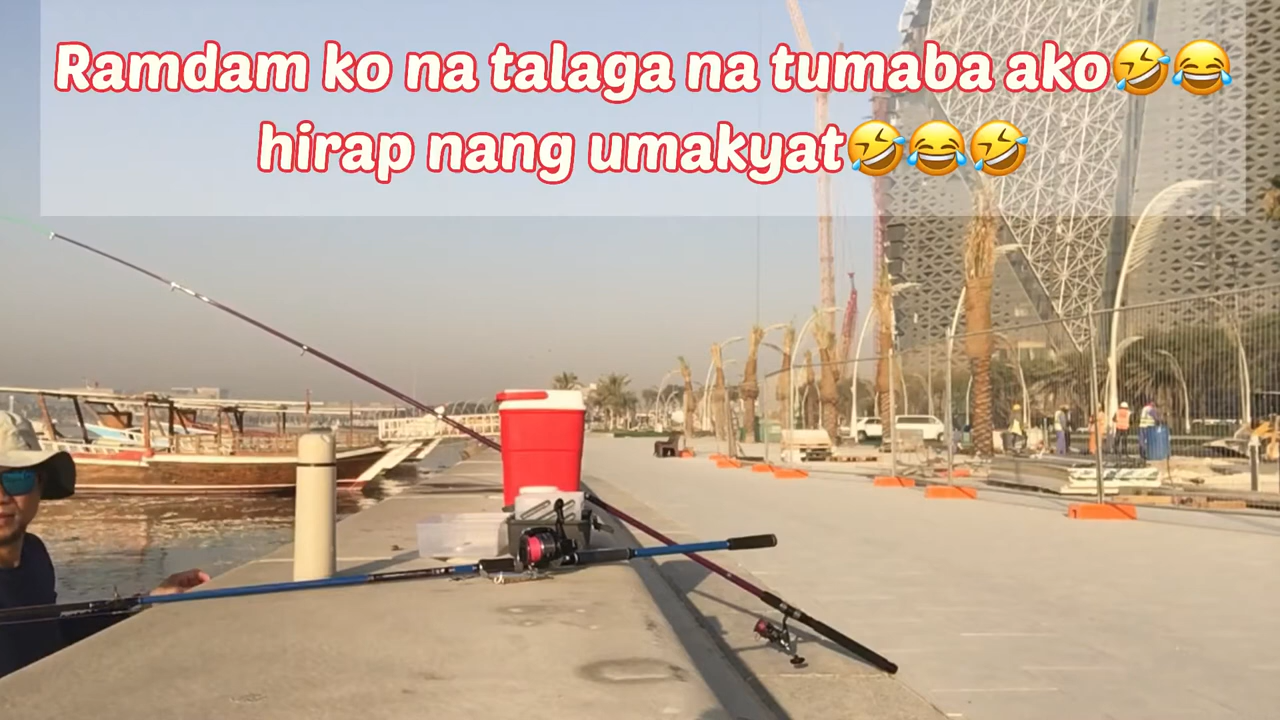 Ramdam ko na talaga na tumaba ako🤣😂
hirap nang umakyat🤣😂🤣